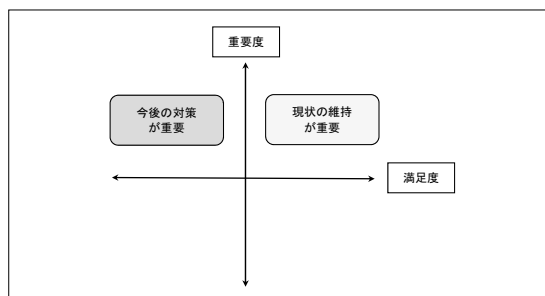 重要度
今後の対策
が重要
現状の維持
が重要
満足度